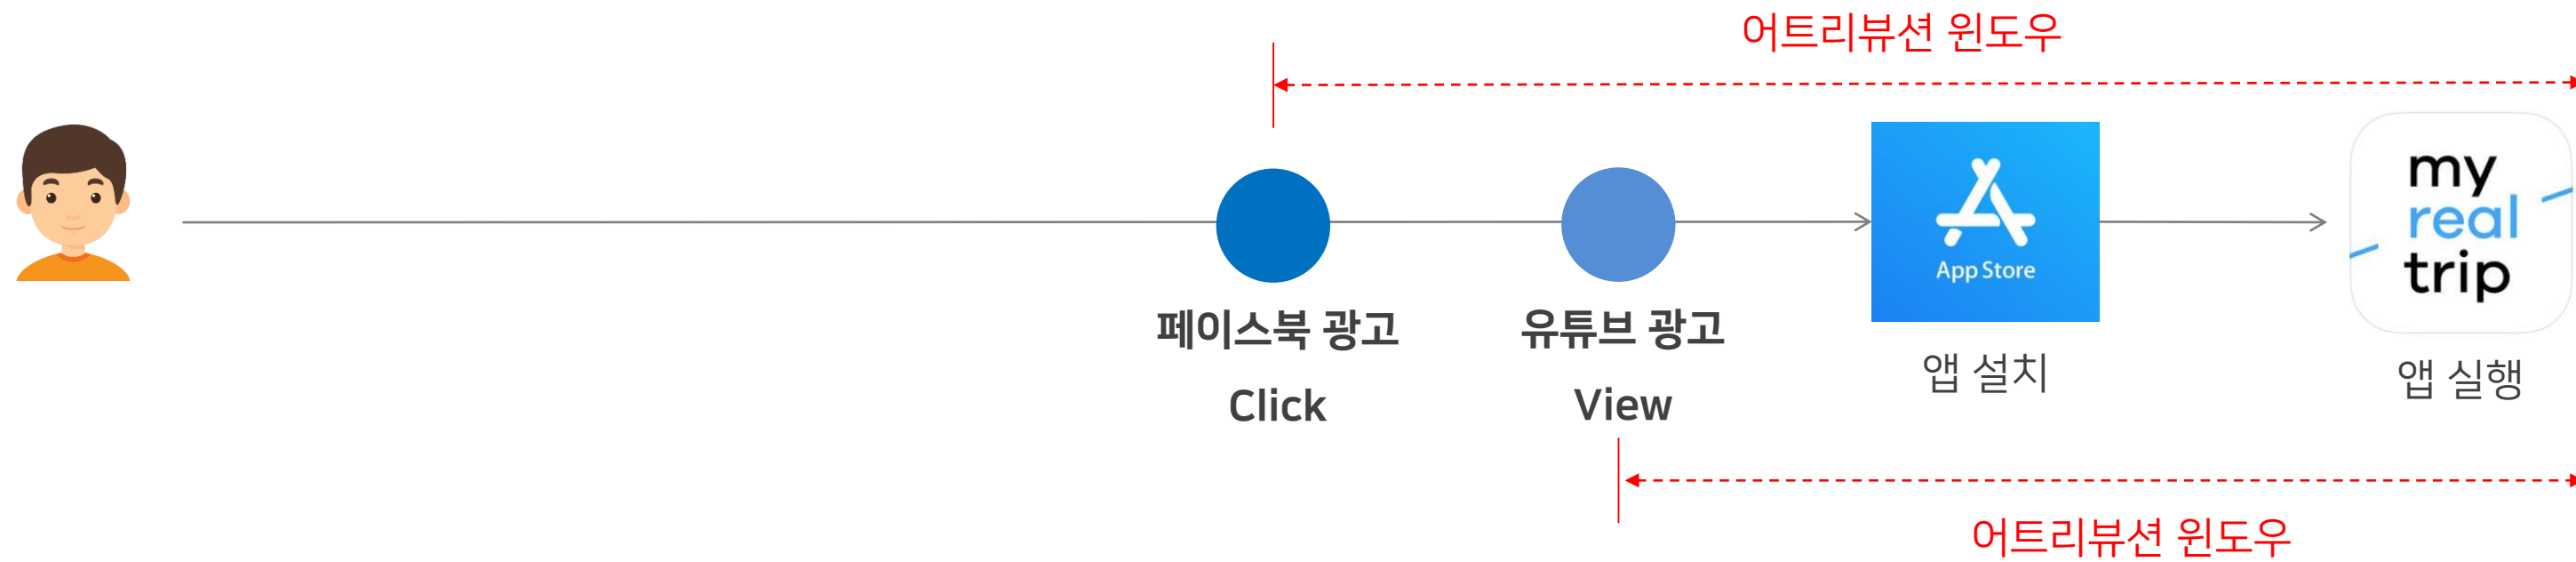 어트리뷰션 윈도우
App Store
my
real
trip
페이스북 광고
Click
유튜브 광고
View
앱 설치
앱 실행
어트리뷰션 윈도우